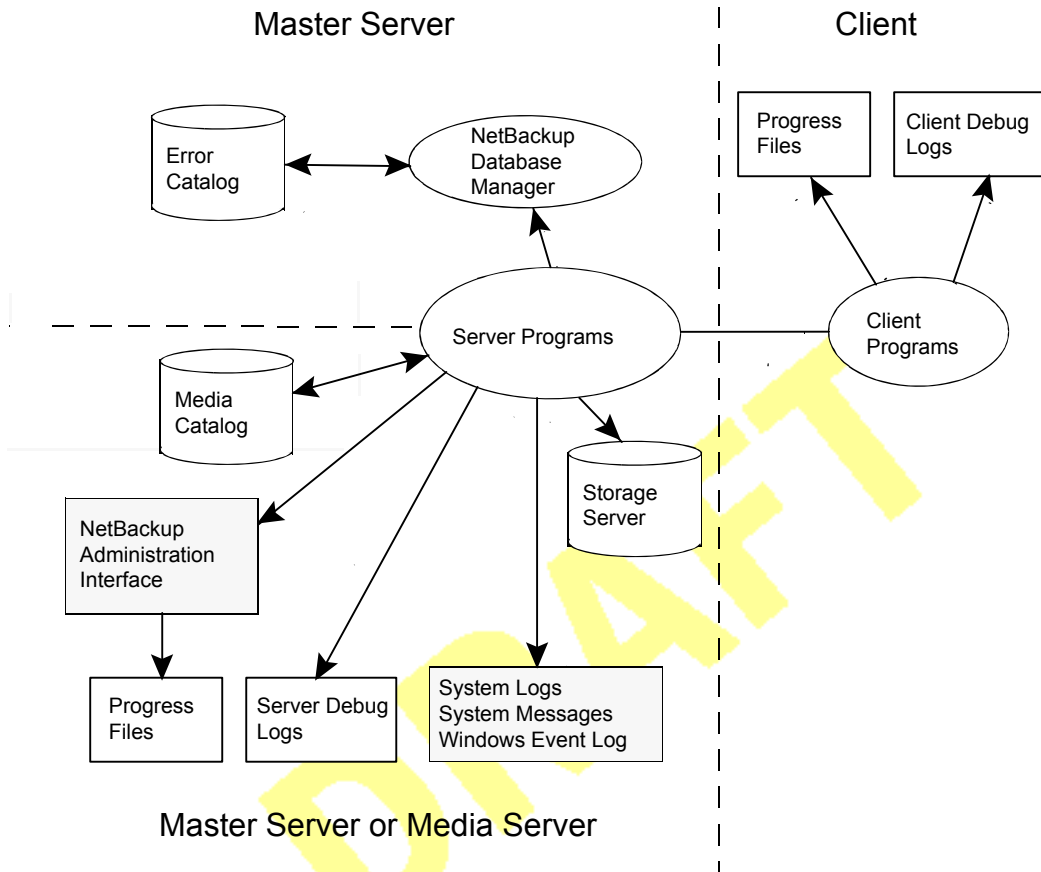 Master Server
Client
Error
Catalog
NetBackup
Database
Manager
Progress
Files
Client Debug
Logs
Server Programs
Client
Programs
Media
Catalog
Storage
Server
NetBackup
Administration
Interface
Progress
Files
Server Debug
Logs
System Logs
System Messages
Windows Event Log
Master Server or Media Server
DRAFT